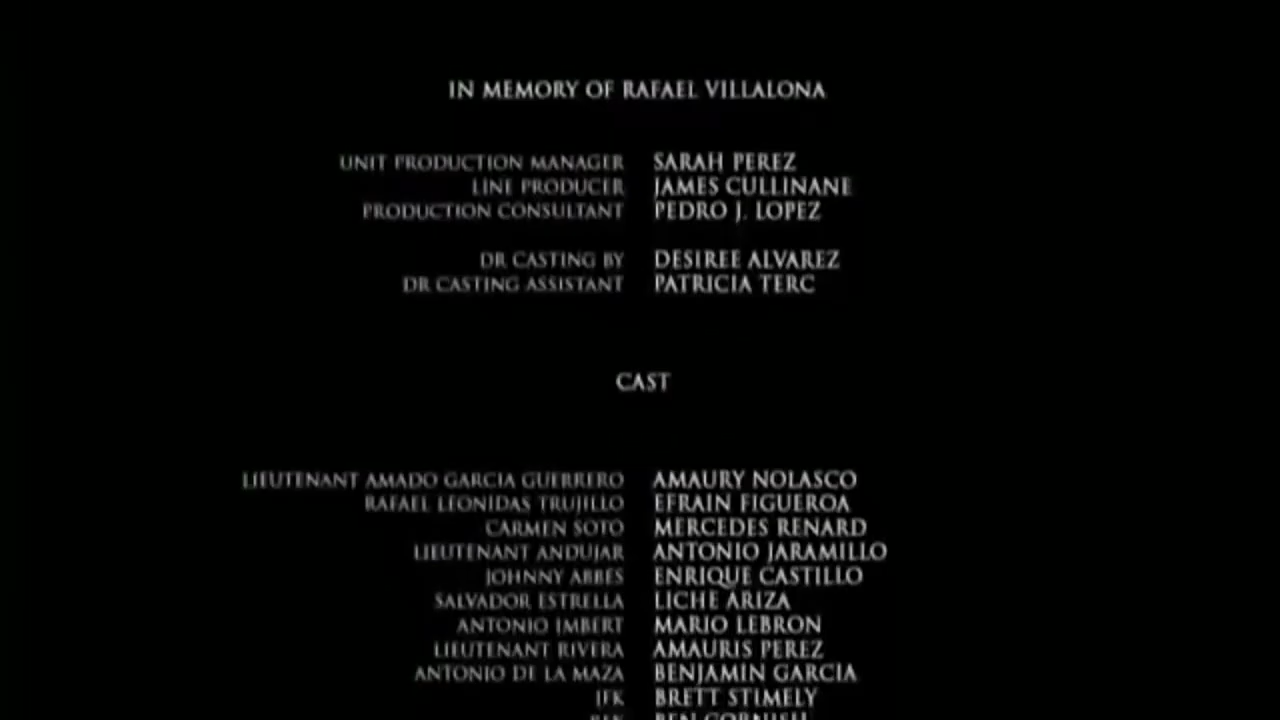 IN MEMORY OF RAFAEL VILLALONA
UNIT PRODUCTION MANAGER SARAH PEREZ
LINE PRODUCER JAMES CULLINANE
PRODUCTION CONSULTANT PEDRO J. LOPEZ
DR CASTING BY DESIREE ALVAREZ
DR CASTING ASSISTANT PATRICIA TERC
CAST
LIEUTENANT AMADO GARCIA GUERRERO AMAURY NOLASCO
RAFAEL LEONIDAS TRUJILLO EFRAIN FIGUEROA
CARMEN SOTO MERCEDES RENARD
LIEUTENANT ANDUJAR ANTONIO JARAMILLO
JOHNNY ABBES ENRIQUE CASTILLO
SALVADOR ESTRELLA LICHE ARIZA
ANTONIO IMBERT MARIO LEBRON
LIEUTENANT RIVERA AMAURIS PEREZ
ANTONIO DE LA MAZA BENJAMIN GARCIA
JFK BRETT STIMELY
BEN CORNISH